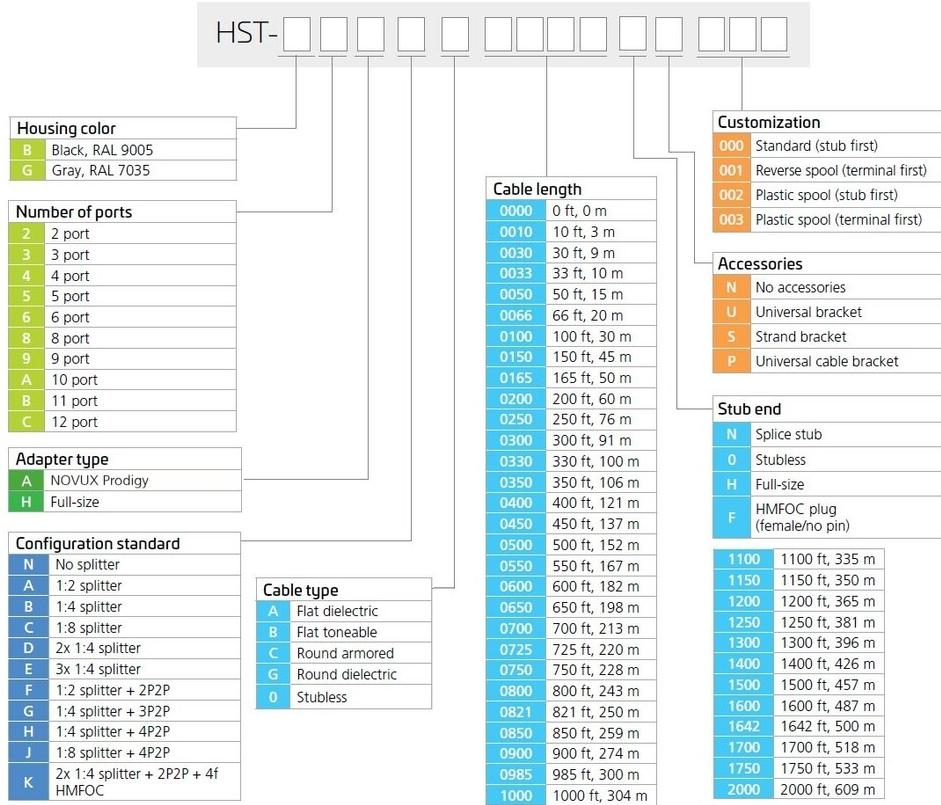 HST-
Housing color
B Black, RAL 9005
G Gray, RAL 7035
Number of ports
2 2 port
3 3 port
4 4 port
5 5 port
6 6 port
8 8 port
9 9 port
A 10 port
B 11 port
C 12 port
Adapter type
A NOVUX Prodigy
H Full-size
Configuration standard
N No splitter
A 1:2 splitter
B 1:4 splitter
C 1:8 splitter
D 2x 1:4 splitter
E 3x 1:4 splitter
F 1:2 splitter + 2P2P
G 1:4 splitter + 3P2P
H 1:4 splitter + 4P2P
J 1:8 splitter + 4P2P
K 2x 1:4 splitter + 2P2P + 4f
HMFOC
Cable type
A Flat dielectric
B Flat toneable
C Round armored
G Round dielectric
0 Stubless
Cable length
0000 0 ft, 0 m
0010 10 ft, 3 m
0030 30 ft, 9 m
0033 33 ft, 10 m
0050 50 ft, 15 m
0066 66 ft, 20 m
0100 100 ft, 30 m
0150 150 ft, 45 m
0165 165 ft, 50 m
0200 200 ft, 60 m
0250 250 ft, 76 m
0300 300 ft, 91 m
0330 330 ft, 100 m
0350 350 ft, 106 m
0400 400 ft, 121 m
0450 450 ft, 137 m
0500 500 ft, 152 m
0550 550 ft, 167 m
0600 600 ft, 182 m
0650 650 ft, 198 m
0700 700 ft, 213 m
0725 725 ft, 220 m
0750 750 ft, 228 m
0800 800 ft, 243 m
0821 821 ft, 250 m
0850 850 ft, 259 m
0900 900 ft, 274 m
0985 985 ft, 300 m
1000 1000 ft, 304 m
1100 1100 ft, 335 m
1150 1150 ft, 350 m
1200 1200 ft, 365 m
1250 1250 ft, 381 m
1300 1300 ft, 396 m
1400 1400 ft, 426 m
1500 1500 ft, 457 m
1600 1600 ft, 487 m
1642 1642 ft, 500 m
1700 1700 ft, 518 m
1750 1750 ft, 533 m
2000 2000 ft, 609 m
Stub end
N Splice stub
0 Stubless
H Full-size
F HMFOC plug
(female/no pin)
Accessories
N No accessories
U Universal bracket
S Strand bracket
P Universal cable bracket
Customization
000 Standard (stub first)
001 Reverse spool (terminal first)
002 Plastic spool (stub first)
003 Plastic spool (terminal first)